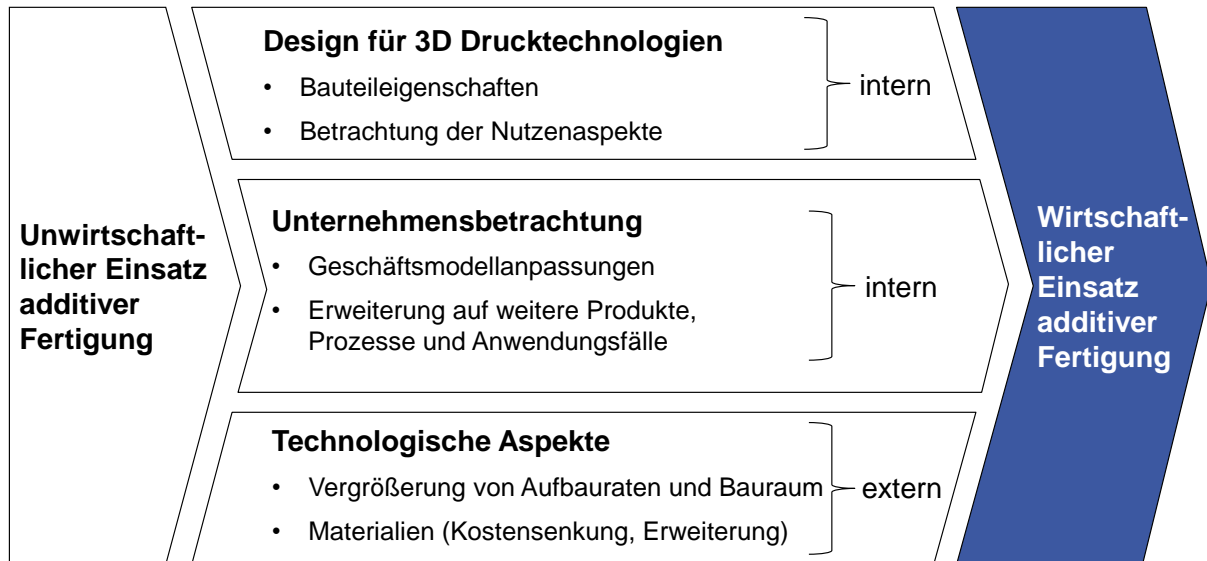 Unwirtschaft-
licher Einsatz
additiver
Fertigung
Design für 3D Drucktechnologien
• Bauteileigenschaften
• Betrachtung der Nutzenaspekte
intern
Unternehmensbetrachtung
• Geschäftsmodellanpassungen
• Erweiterung auf weitere Produkte,
Prozesse und Anwendungsfälle
intern
Technologische Aspekte
• Vergrößerung von Aufbauraten und Bauraum
• Materialien (Kostensenkung, Erweiterung)
extern
Wirtschaft-
licher
Einsatz
additiver
Fertigung